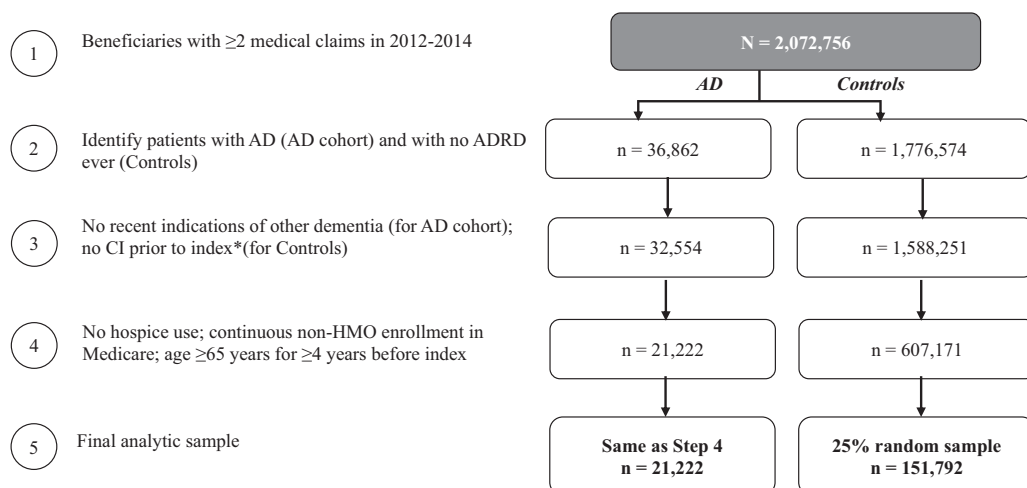 1
Beneficiaries with ≥2 medical claims in 2012-2014
N = 2,072,756
AD
Controls
2
Identify patients with AD (AD cohort) and with no ADRD
ever (Controls)
n = 36,862
n = 1,776,574
3
No recent indications of other dementia (for AD cohort);
no CI prior to index*(for Controls)
n = 32,554
n = 1,588,251
4
No hospice use; continuous non-HMO enrollment in
Medicare; age ≥65 years for ≥4 years before index
n = 21,222
n = 607,171
5
Final analytic sample
Same as Step 4
n = 21,222
25% random sample
n = 151,792